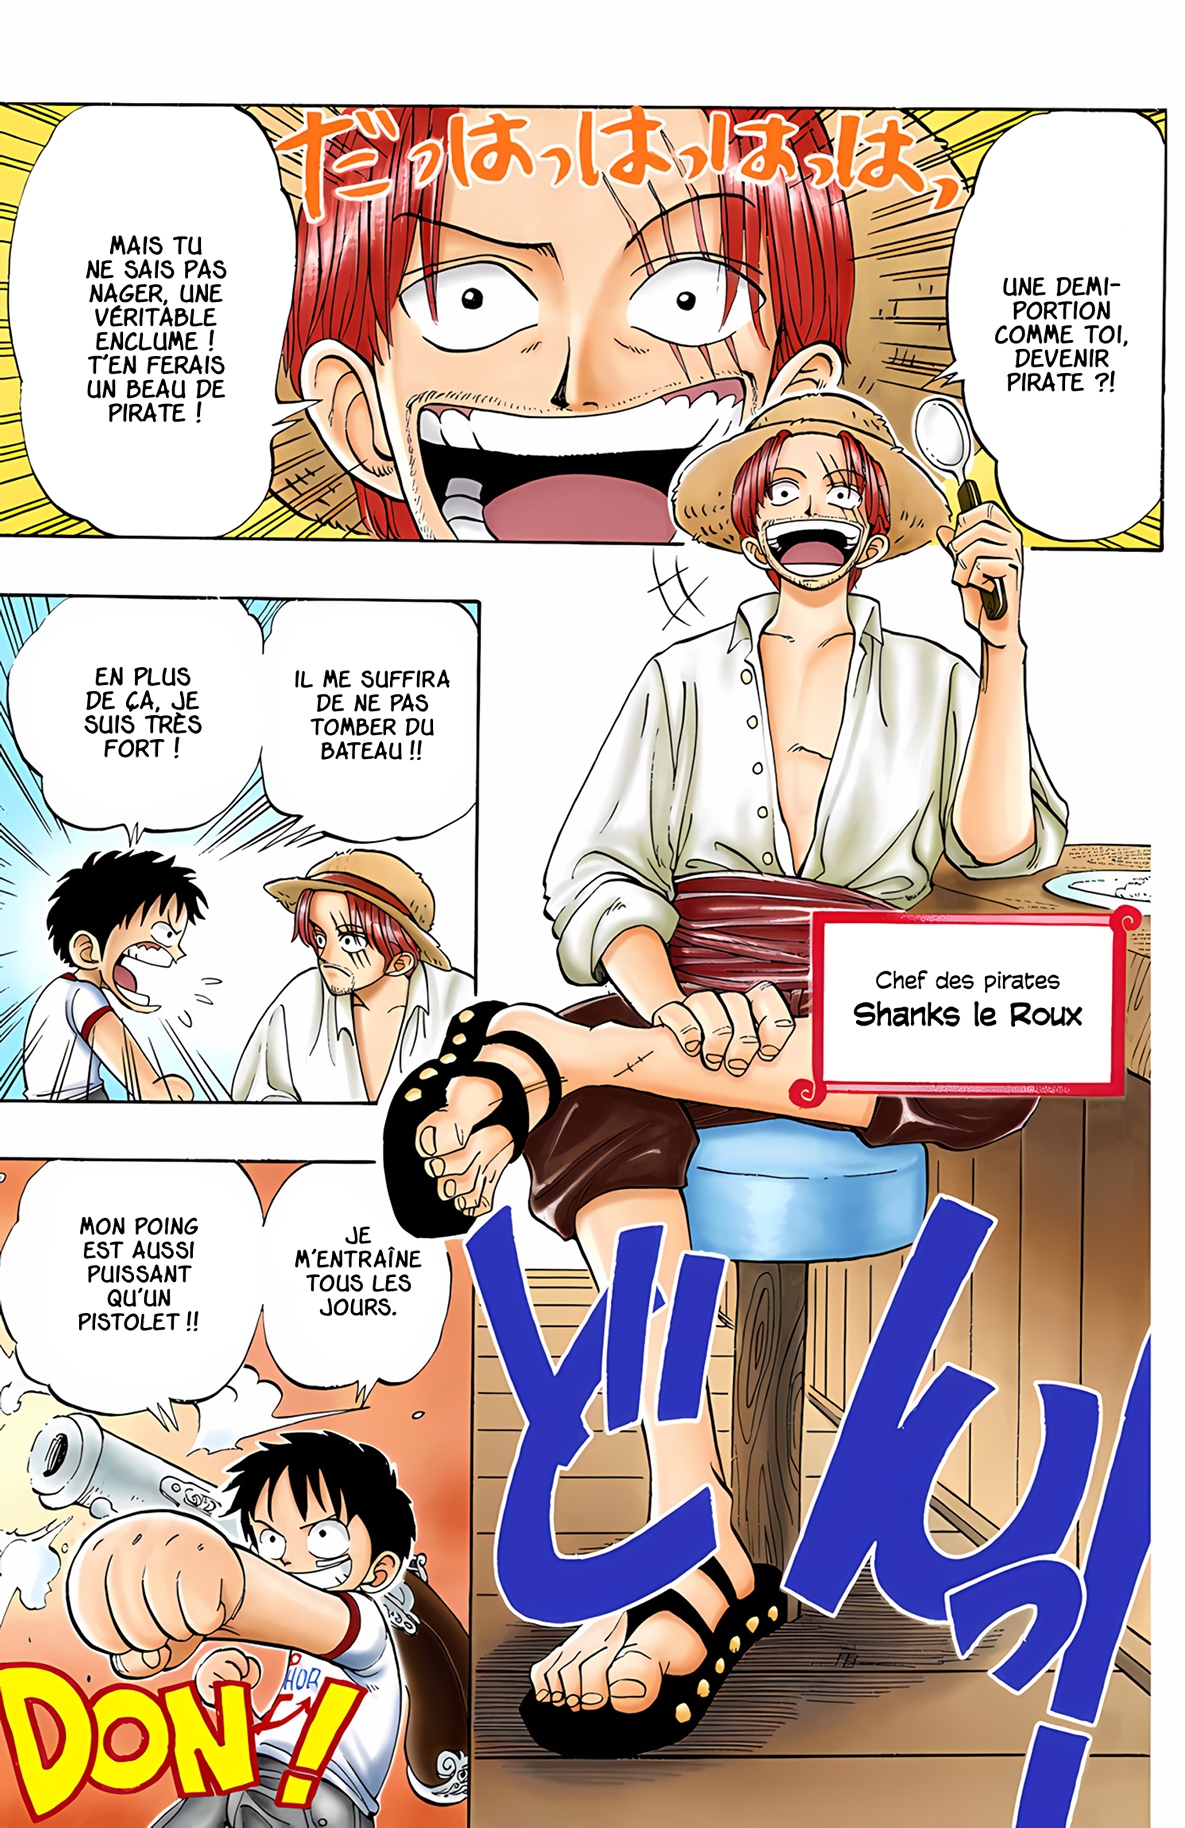 だっはっはっはっはっ
UNE DEMI-
PORTION
COMME TOI,
DEVENIR
PIRATE ?!
MAIS TU
NE SAIS PAS
NAGER, UNE
VÉRITABLE
ENCLUME !
T'EN FERAIS
UN BEAU DE
PIRATE !
Chef des pirates
Shanks le Roux
IL ME SUFFIRA
DE NE PAS
TOMBER DU
BATEAU !!
EN PLUS
DE ÇA, JE
SUIS TRÈS
FORT !
JE
M'ENTRAÎNE
TOUS LES
JOURS.
MON POING
EST AUSSI
PUISSANT
QU'UN
PISTOLET !!
HOR
DON !
どんっ!